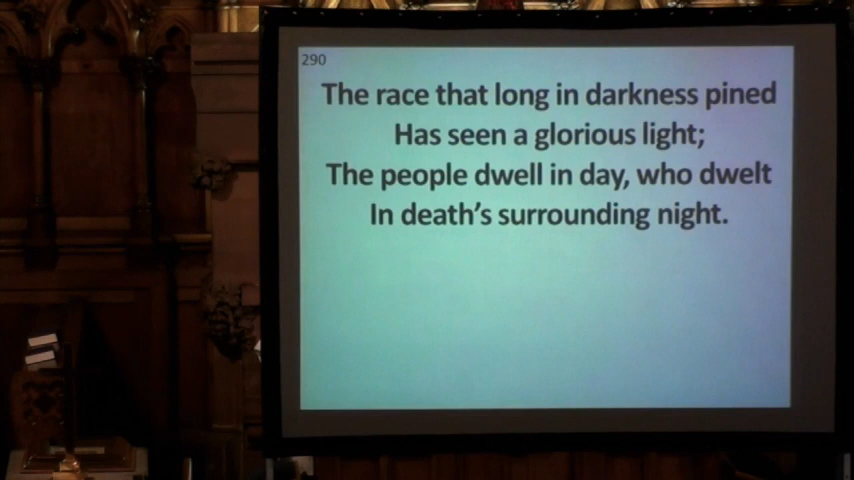 290
The race that long in darkness pined
Has seen a glorious light;
The people dwell in day, who dwelt
In death's surrounding night.